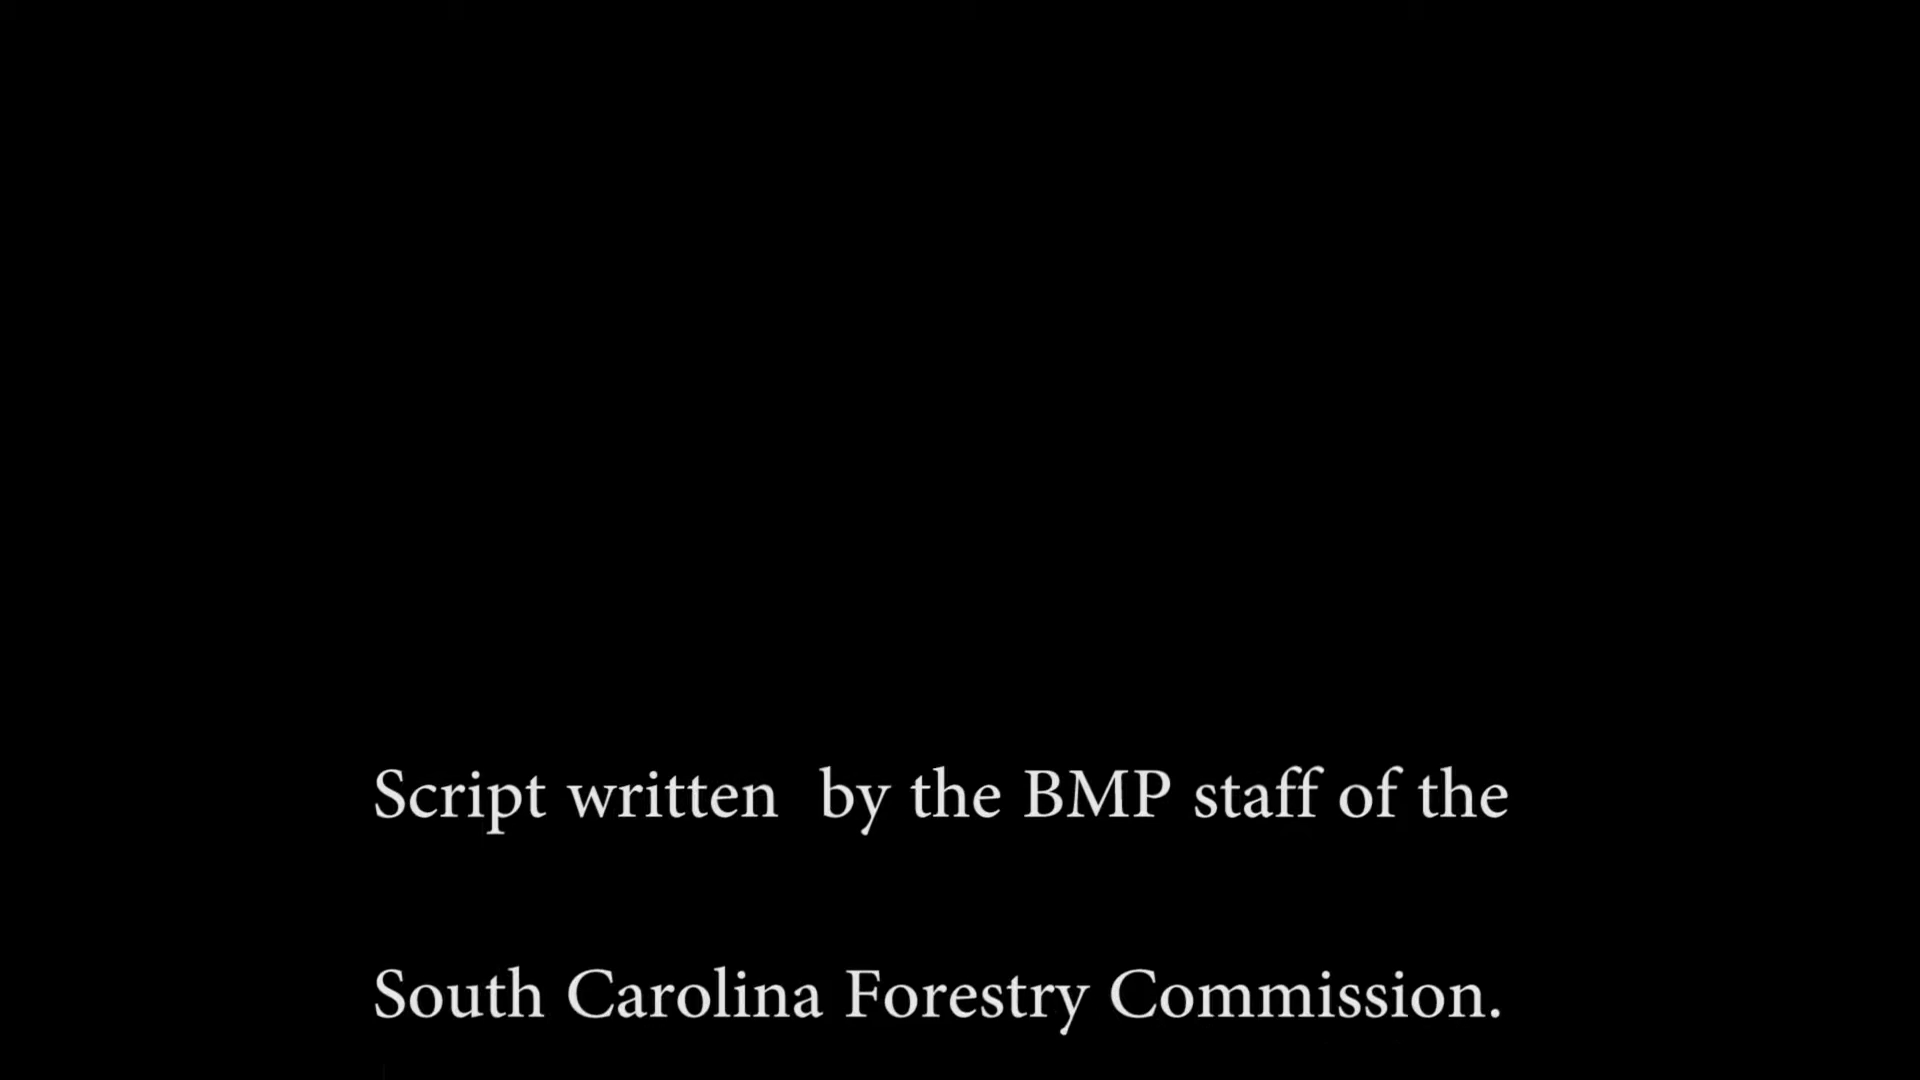 Script written  by the BMP staff of the
South Carolina Forestry Commission.